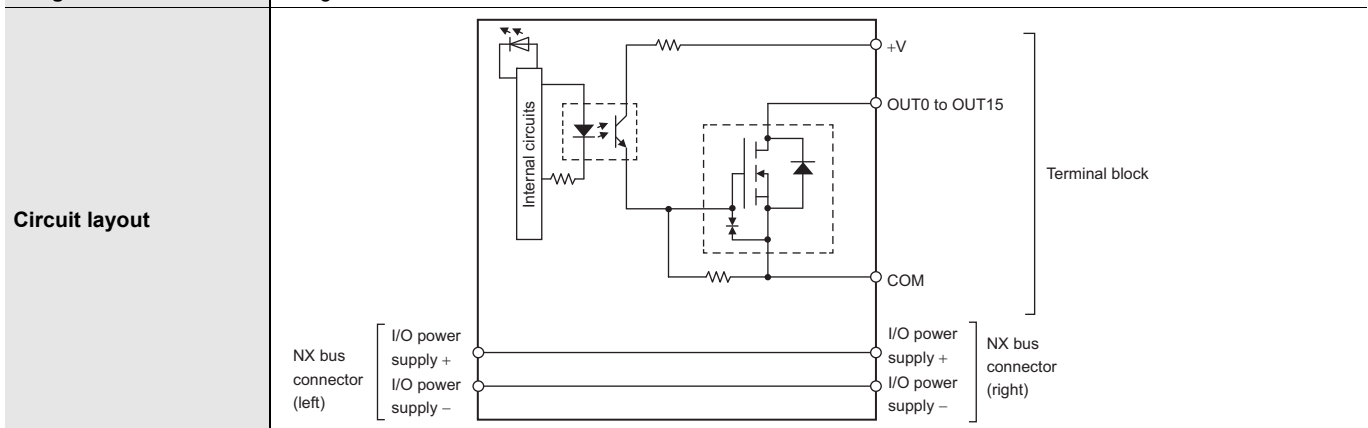 Circuit layout
Internal circuits
+V
OUT0 to OUT15
COM
Terminal block
NX bus
connector
(left)
I/O power
supply +
I/O power
supply −
I/O power
supply +
I/O power
supply −
NX bus
connector
(right)